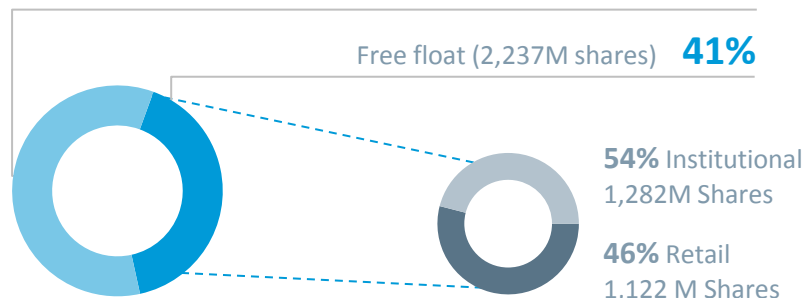 Free float (2,237M shares) 41%
54% Institutional
1,282M Shares
46% Retail
1,122 M Shares